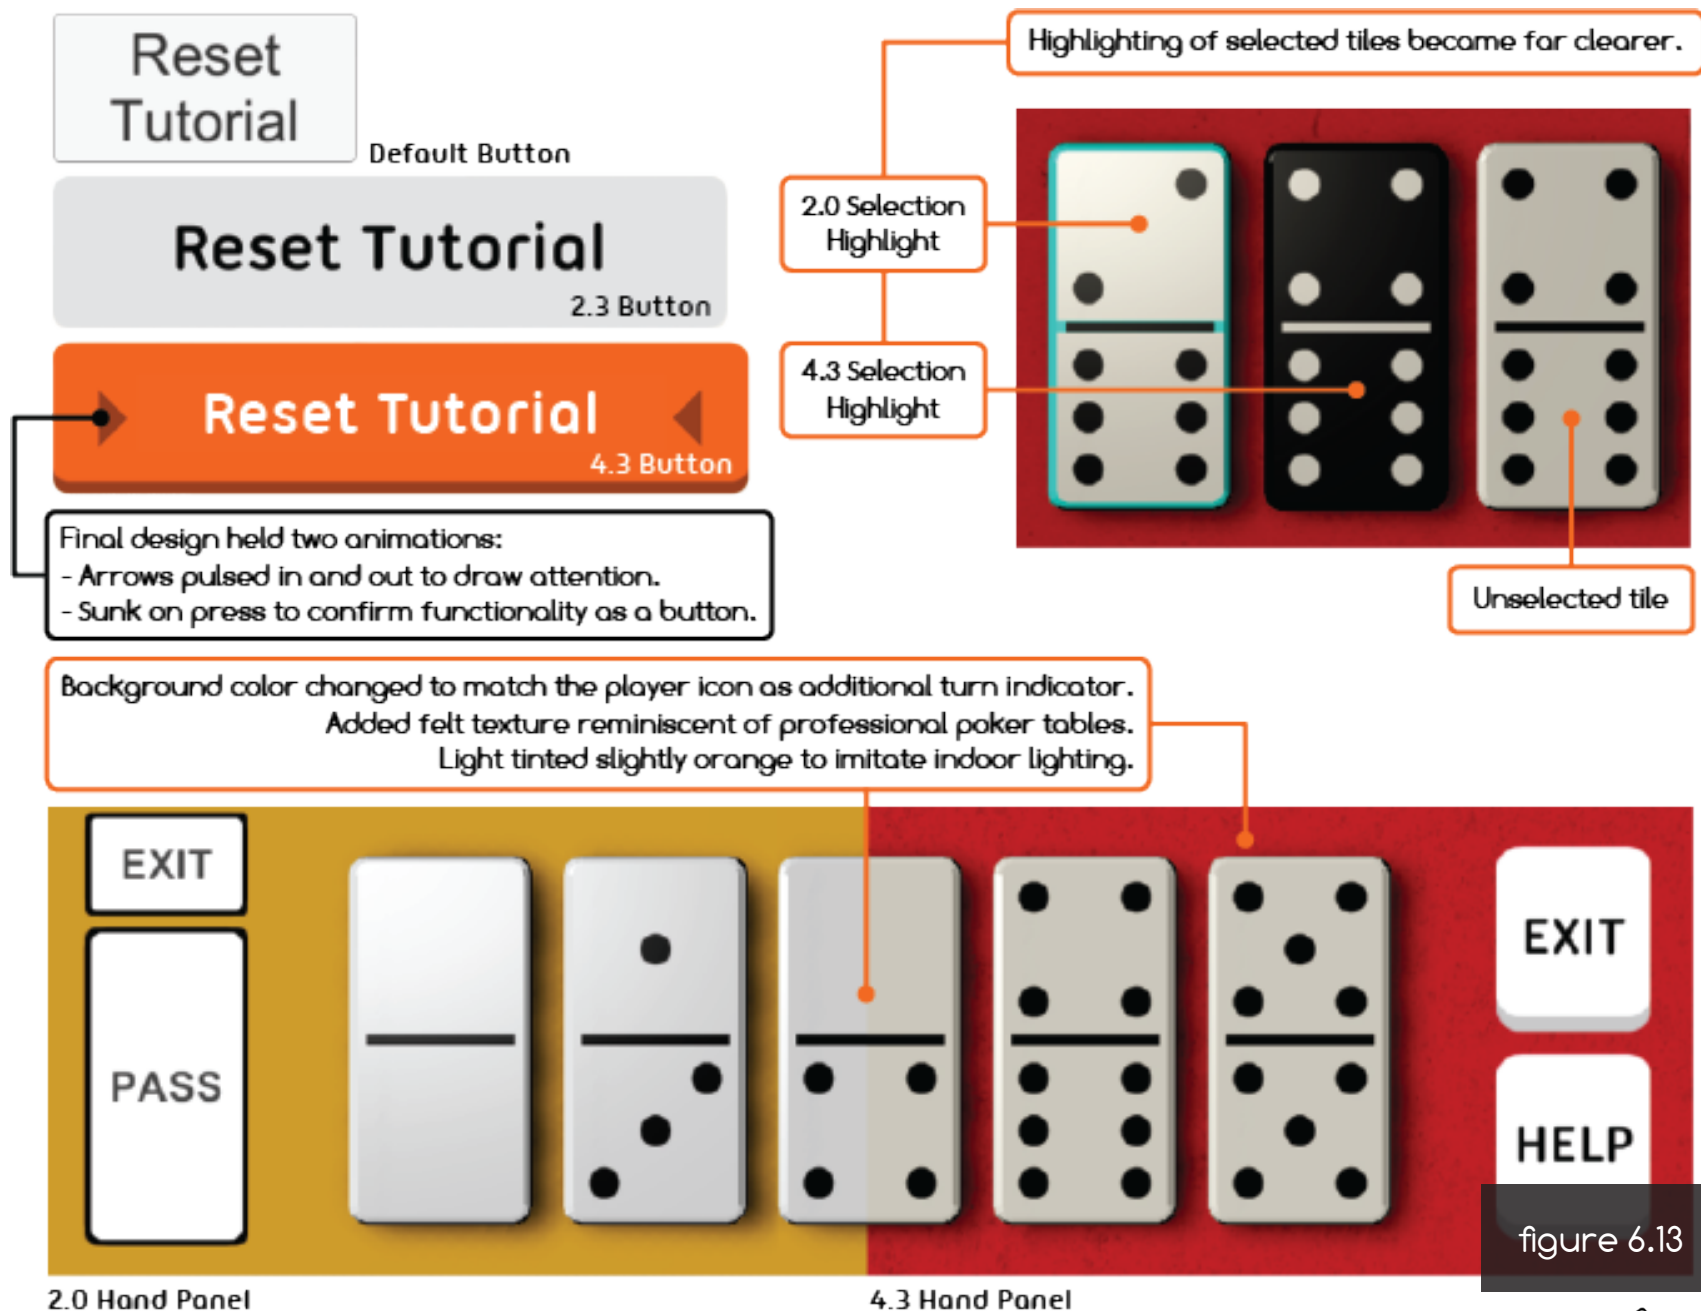 Reset
Tutorial
Default Button
Reset Tutorial
2.3 Button
Reset Tutorial
4.3 Button
Final design held two animations:
- Arrows pulsed in and out to draw attention.
- Sunk on press to confirm functionality as a button.
Highlighting of selected tiles became far clearer.
2.0 Selection
Highlight
4.3 Selection
Highlight
Unselected tile
Background color changed to match the player icon as additional turn indicator.
Added felt texture reminiscent of professional poker tables.
Light tinted slightly orange to imitate indoor lighting.
EXIT
PASS
EXIT
HELP
figure 6.13
2.0 Hand Panel
4.3 Hand Panel